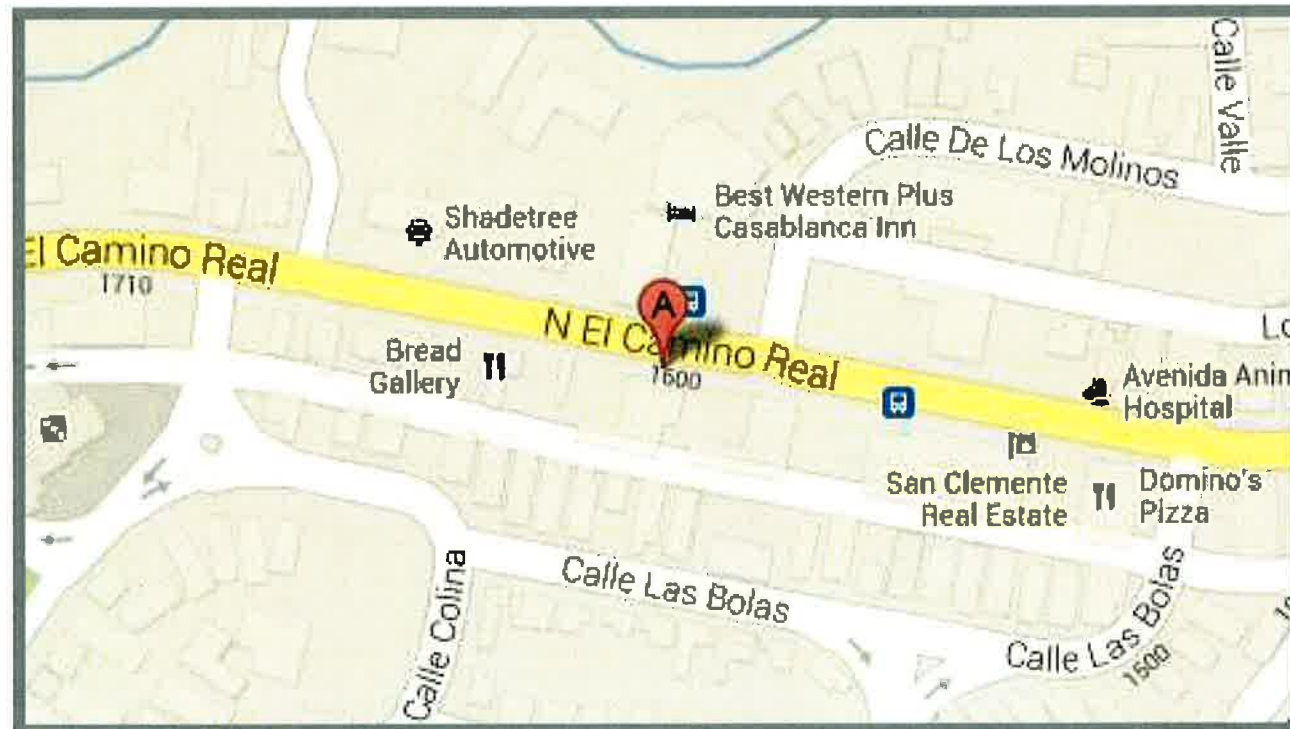 Calle Valle
Calle De Los Molinos
Best Western Plus
Casablanca Inn
Shadetree
Automotive
El Camino Real
1710
A
N El Camino Real
1600
Bread
Gallery
Lo
Avenida Anim
Hospital
San Clemente
Real Estate
Domino's
Pizza
Calle Colina
Calle Las Bolas
Calle Las Bolas
1500